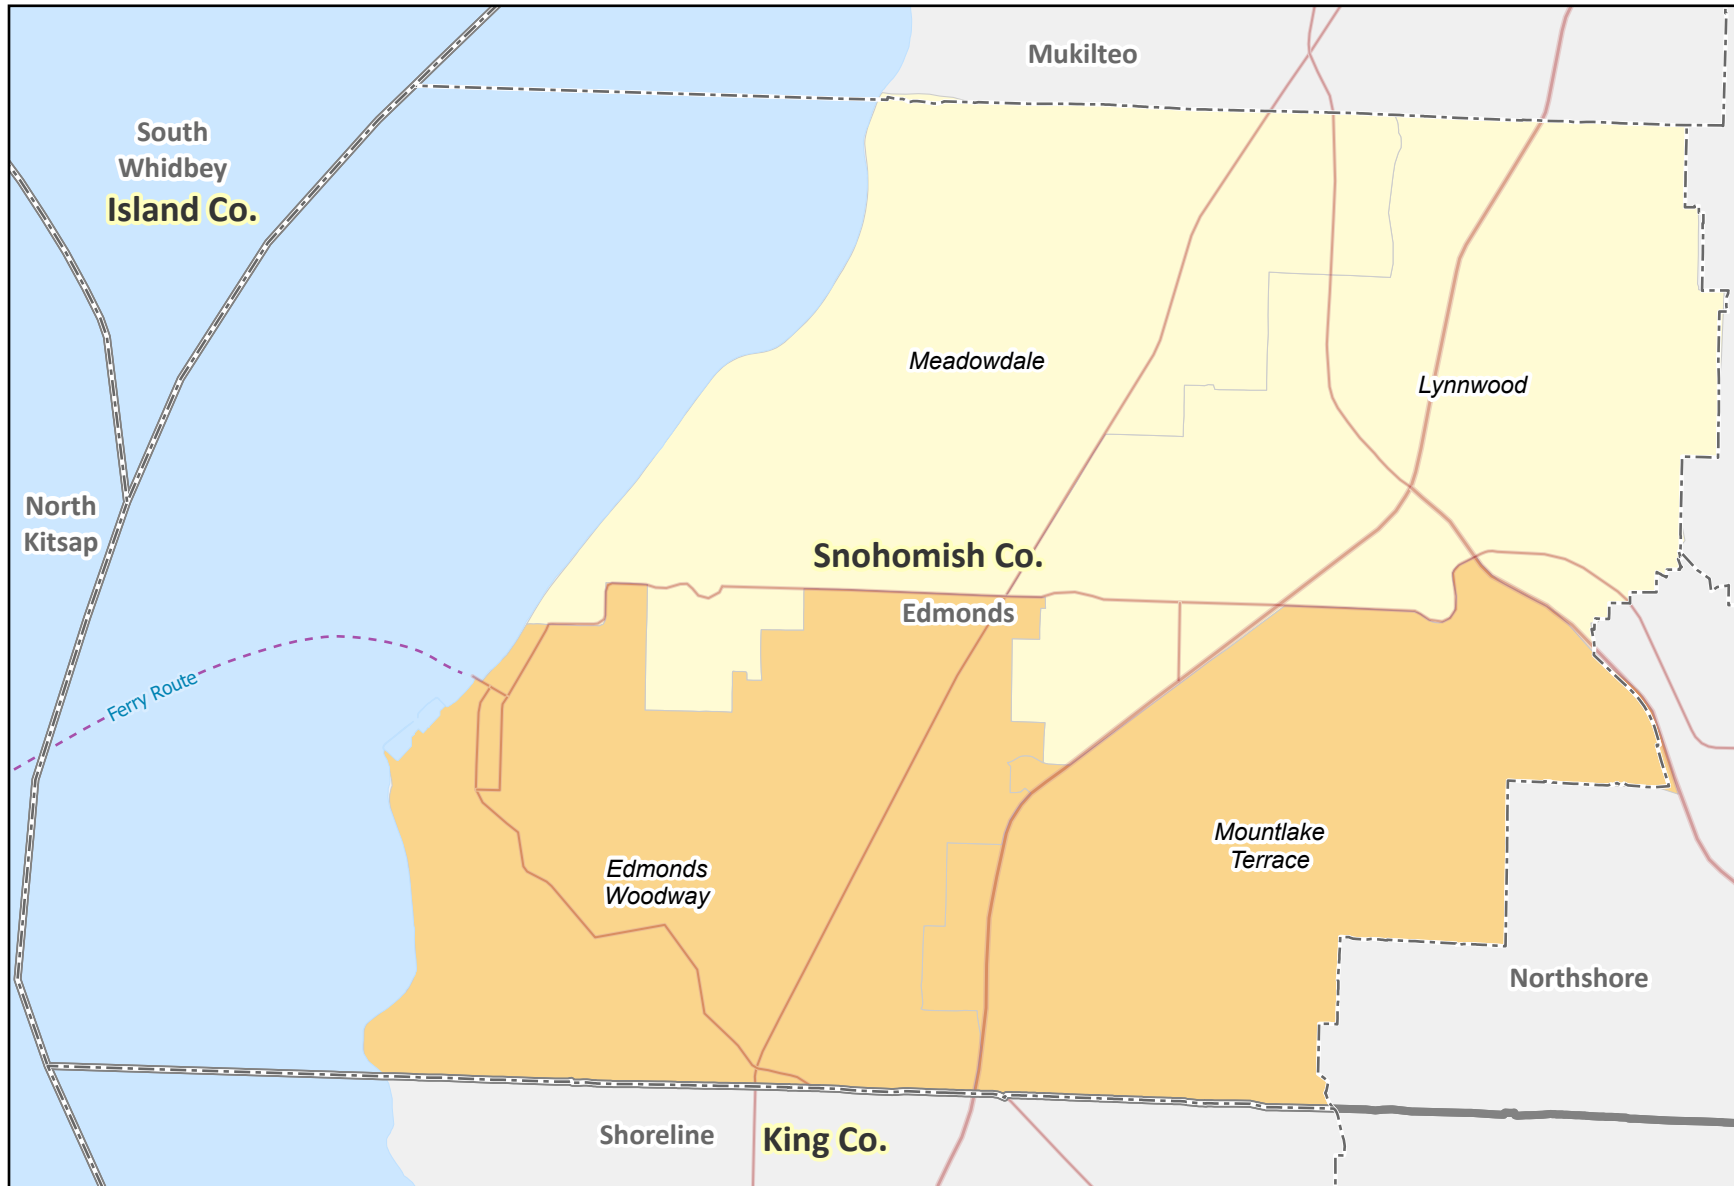 Mukilteo
South
Whidbey
Island Co.
Meadowdale
Lynnwood
North
Kitsap
Snohomish Co.
Edmonds
Ferry Route
Mountlake
Terrace
Edmonds
Woodway
Northshore
Shoreline
King Co.